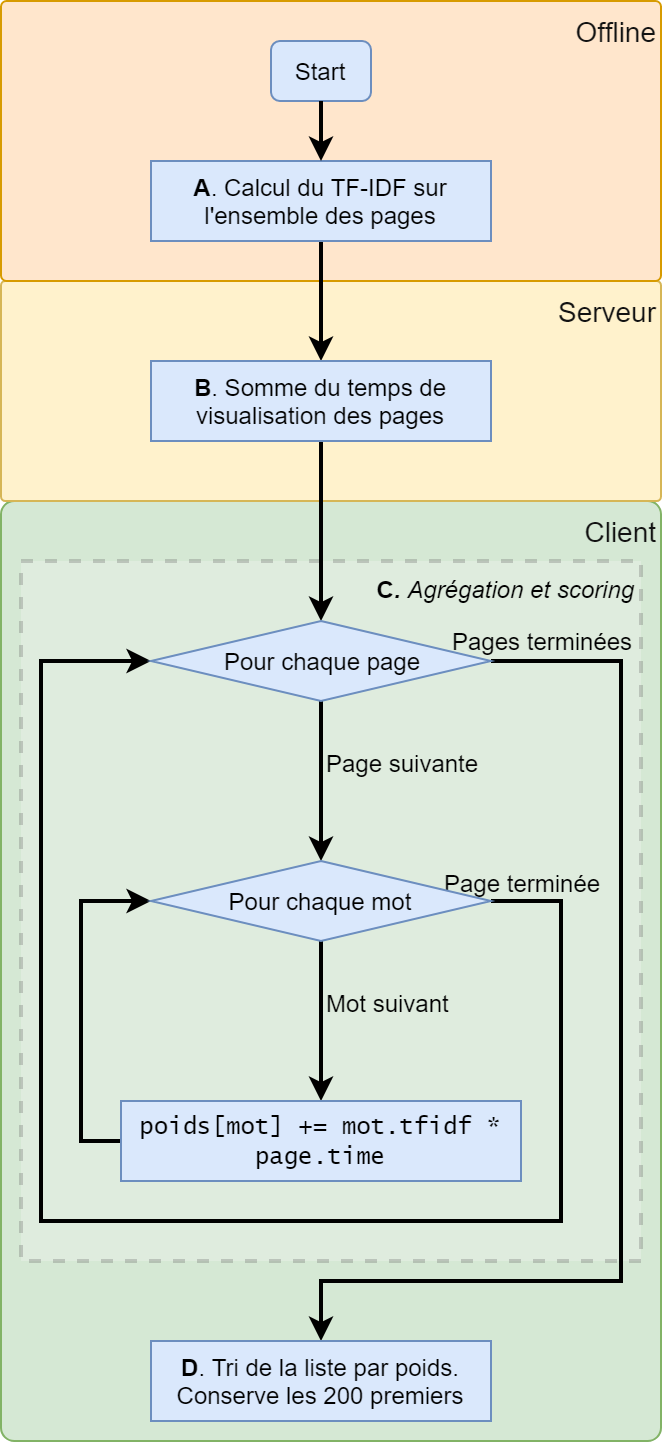 Offline
Start
A. Calcul du TF-IDF sur
l'ensemble des pages
Serveur
B. Somme du temps de
visualisation des pages
Client
C. Agrégation et scoring
Pages terminées
Pour chaque page
Page suivante
Page terminée
Pour chaque mot
Mot suivant
poids[mot] += mot.tfidf *
page.time
D. Tri de la liste par poids.
Conserve les 200 premiers